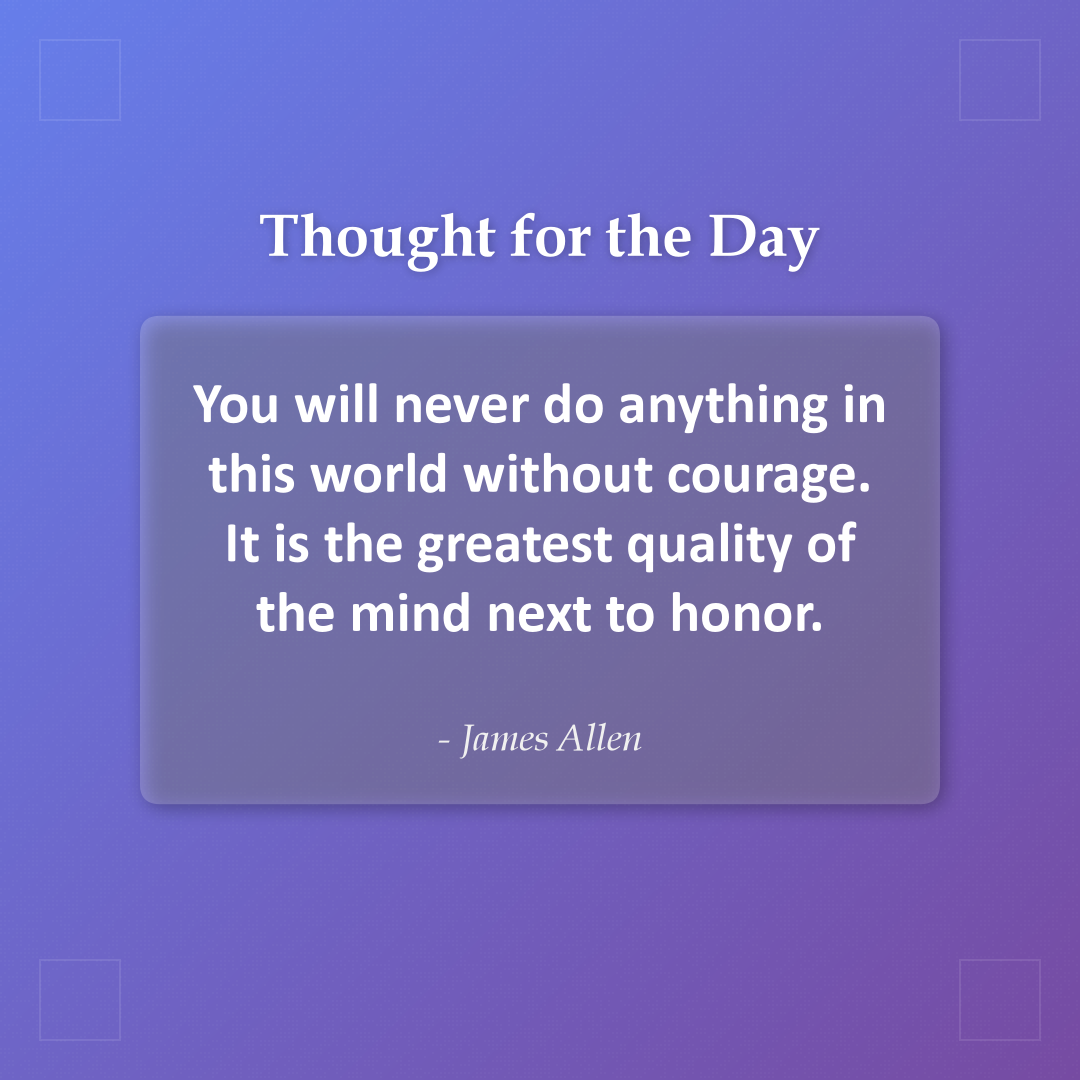 Thought for the Day
You will never do anything in
this world without courage.
It is the greatest quality of
the mind next to honor.
- James Allen